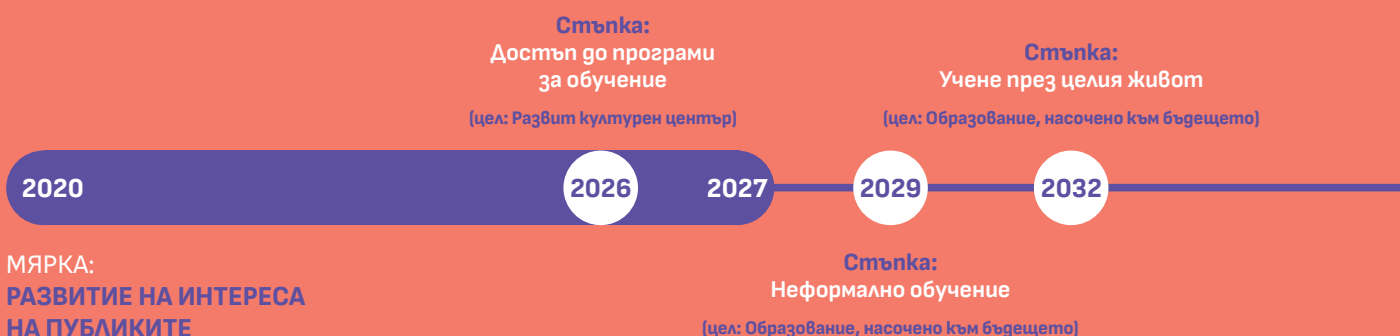 Стъпка:
Достъп до програми
за обучение
(цел: Развит културен център)
Стъпка:
Учене през целия живот
(цел: Образование, насочено към бъдещето)
2020
2026
2027
2029
2032
МЯРКА:
РАЗВИТИЕ НА ИНТЕРЕСА
НА ПУБЛИКИТЕ
Стъпка:
Неформално обучение
(цел: Образование, насочено към бъдещето)